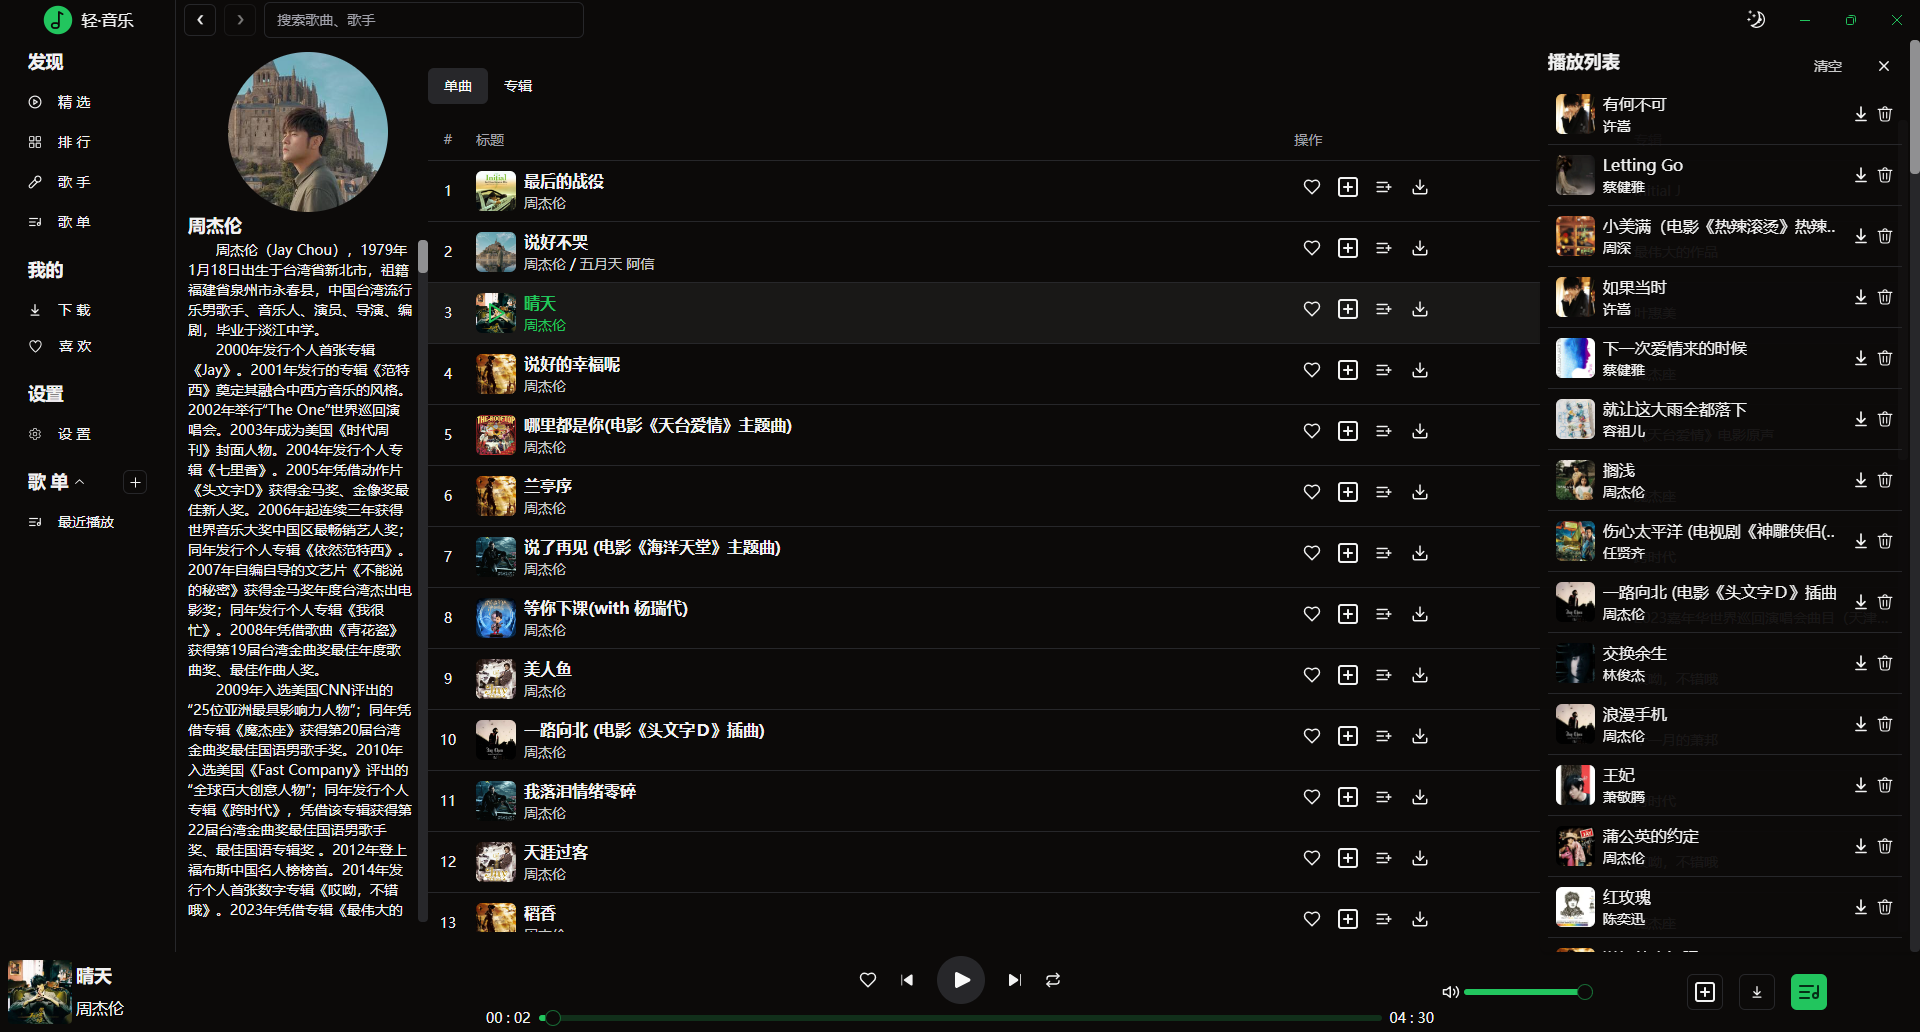 轻·音乐
搜索歌曲、歌手
发现
精 选
排 行
歌 手
歌 单
我的
下 载
喜 欢
设置
设 置
歌 单
最近播放
周杰伦
周杰伦（Jay Chou），1979年
1月18日出生于台湾省新北市，祖籍
福建省泉州市永春县，中国台湾流行
乐男歌手、音乐人、演员、导演、编
剧，毕业于淡江中学。
2000年发行个人首张专辑
《Jay》。2001年发行的专辑《范特
西》奠定其融合中西方音乐的风格。
2002年举行“The One”世界巡回演
唱会。2003年成为美国《时代周
刊》封面人物。2004年发行个人专
辑《七里香》。2005年凭借动作片
《头文字D》获得金马奖、金像奖最
佳新人奖。2006年起连续三年获得
世界音乐大奖中国区最畅销艺人奖；
同年发行个人专辑《依然范特西》。
2007年自编自导的文艺片《不能说
的秘密》获得金马奖年度台湾杰出电
影奖；同年发行个人专辑《我很
忙》。2008年凭借歌曲《青花瓷》
获得第19届台湾金曲奖最佳年度歌
曲奖、最佳作曲人奖。
2009年入选美国CNN评出的
“25位亚洲最具影响力人物”；同年凭
借专辑《魔杰座》获得第20届台湾
金曲奖最佳国语男歌手奖。2010年
入选美国《Fast Company》评出的
“全球百大创意人物”；同年发行个人
专辑《跨时代》，凭借该专辑获得第
22届台湾金曲奖最佳国语男歌手
奖、最佳国语专辑奖 。2012年登上
福布斯中国名人榜榜首。2014年发
行个人首张数字专辑《哎呦，不错
哦》。2023年凭借专辑《最伟大的
单曲
专辑
# 标题 操作
1
最后的战役
周杰伦
2
说好不哭
周杰伦 / 五月天 阿信
3
晴天
周杰伦
4
说好的幸福呢
周杰伦
5
哪里都是你(电影《天台爱情》主题曲)
周杰伦
6
兰亭序
周杰伦
7
说了再见 (电影《海洋天堂》主题曲)
周杰伦
8
等你下课(with 杨瑞代)
周杰伦
9
美人鱼
周杰伦
10
一路向北 (电影《头文字Ｄ》插曲)
周杰伦
11
我落泪情绪零碎
周杰伦
12
天涯过客
周杰伦
13
稻香
播放列表
清空
有何不可
许嵩
Letting Go
蔡健雅
小美满（电影《热辣滚烫》热辣..
周深
如果当时
许嵩
下一次爱情来的时候
蔡健雅
就让这大雨全都落下
容祖儿
搁浅
周杰伦
伤心太平洋 (电视剧《神雕侠侣(..
任贤齐
一路向北 (电影《头文字Ｄ》插曲
周杰伦
交换余生
林俊杰
浪漫手机
周杰伦
王妃
萧敬腾
蒲公英的约定
周杰伦
红玫瑰
陈奕迅
晴天
周杰伦
00 : 02
04 : 30